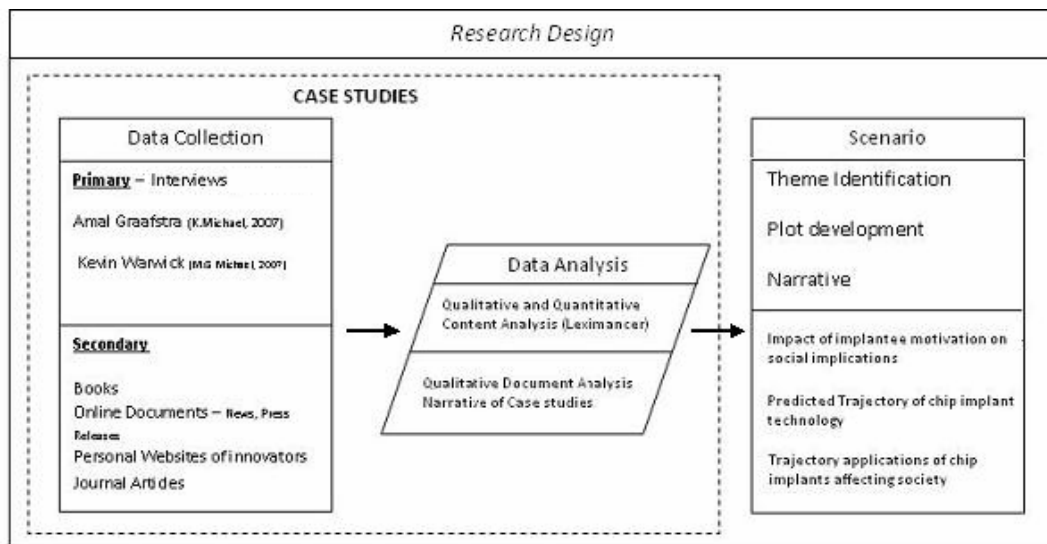 Research Design
CASE STUDIES
Data Collection
Primary – Interviews
Amal Graafstra (K.Michael, 2007)
Kevin Warwick (M.G. Michael, 2007)
Secondary
Books
Online Documents – News, Press
Releases
Personal Websites of innovators
Journal Articles
Data Analysis
Qualitative and Quantitative
Content Analysis (Leximancer)
Qualitative Document Analysis
Narrative of Case studies
Scenario
Theme Identification
Plot development
Narrative
Impact of implantee motivation on
social implications
Predicted Trajectory of chip implant
technology
Trajectory applications of chip
implants affecting society